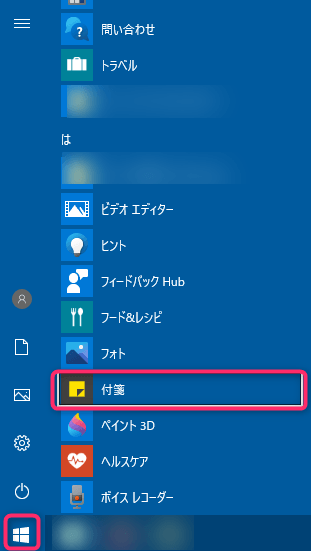 問い合わせ
トラベル
は
ビデオ エディター
ヒント
フィードバック Hub
フード&レシピ
フォト
付箋
ペイント 3D
ヘルスケア
ボイス レコーダー